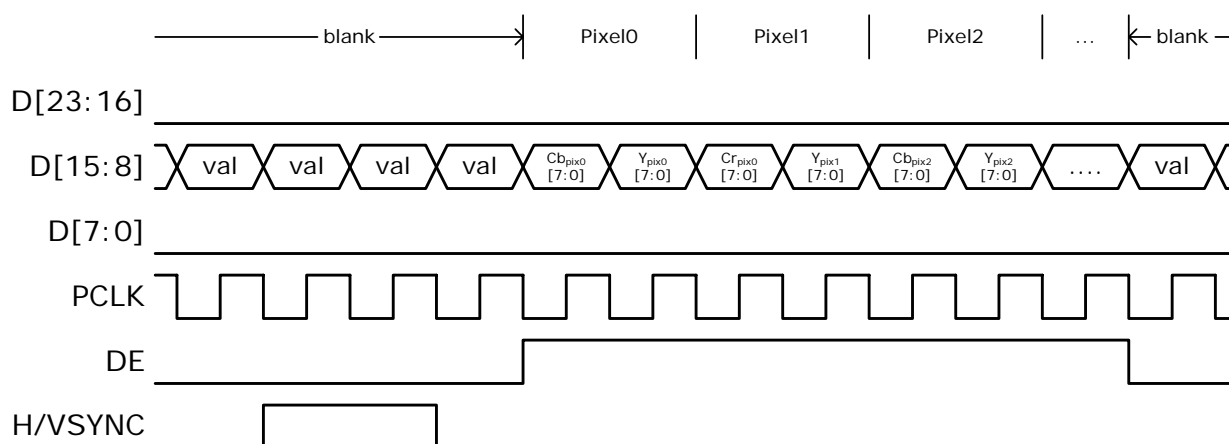 blank Pixel0 Pixel1 Pixel2 ... blank
D[23:16]
D[15:8] val val val val Cbpix0 [7:0] Ypix0 [7:0] Crpix0 [7:0] Ypix1 [7:0] Cbpix2 [7:0] Ypix2 [7:0] .... val
D[7:0]
PCLK
DE
H/VSYNC